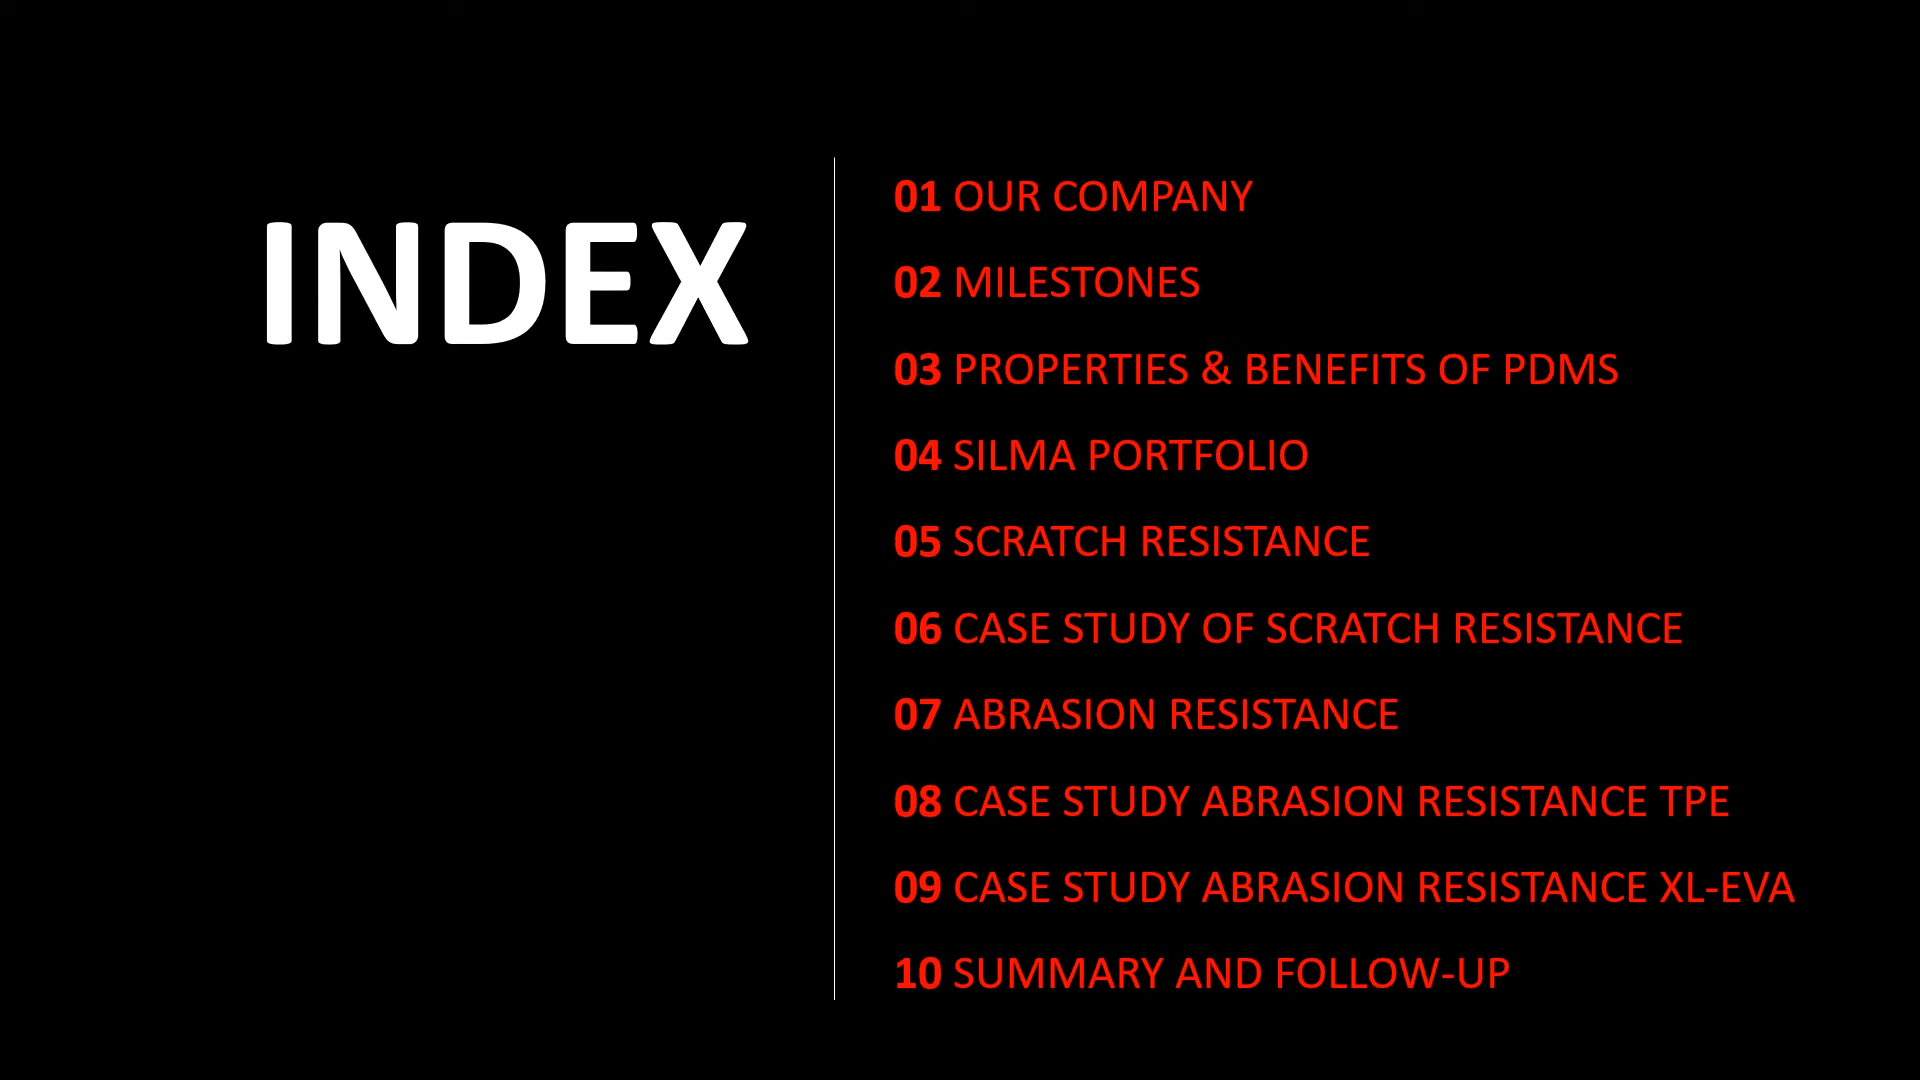 INDEX
01 OUR COMPANY
02 MILESTONES
03 PROPERTIES & BENEFITS OF PDMS
04 SILMA PORTFOLIO
05 SCRATCH RESISTANCE
06 CASE STUDY OF SCRATCH RESISTANCE
07 ABRASION RESISTANCE
08 CASE STUDY ABRASION RESISTANCE TPE
09 CASE STUDY ABRASION RESISTANCE XL-EVA
10 SUMMARY AND FOLLOW-UP